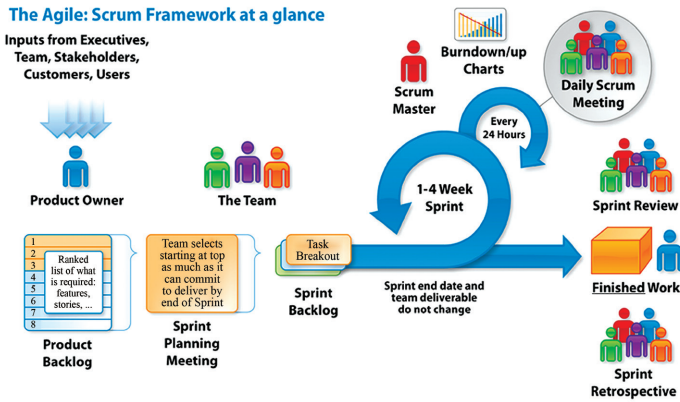 The Agile: Scrum Framework at a glance
Inputs from Executives,
Team, Stakeholders,
Customers, Users
Product Owner
The Team
Burndown/up
Charts
Scrum
Master
Daily Scrum
Meeting
Every
24 Hours
1-4 Week
Sprint
Sprint Review
1
2
3
4
5
6
7
8
Ranked
list of what
is required:
features,
stories, ...
Product
Backlog
Team selects
starting at top
as much as it
can commit
to deliver by
end of Sprint
Sprint
Planning
Meeting
Task
Breakout
Sprint
Backlog
Sprint end date and
team deliverable
do not change
Finished Work
Sprint
Retrospective